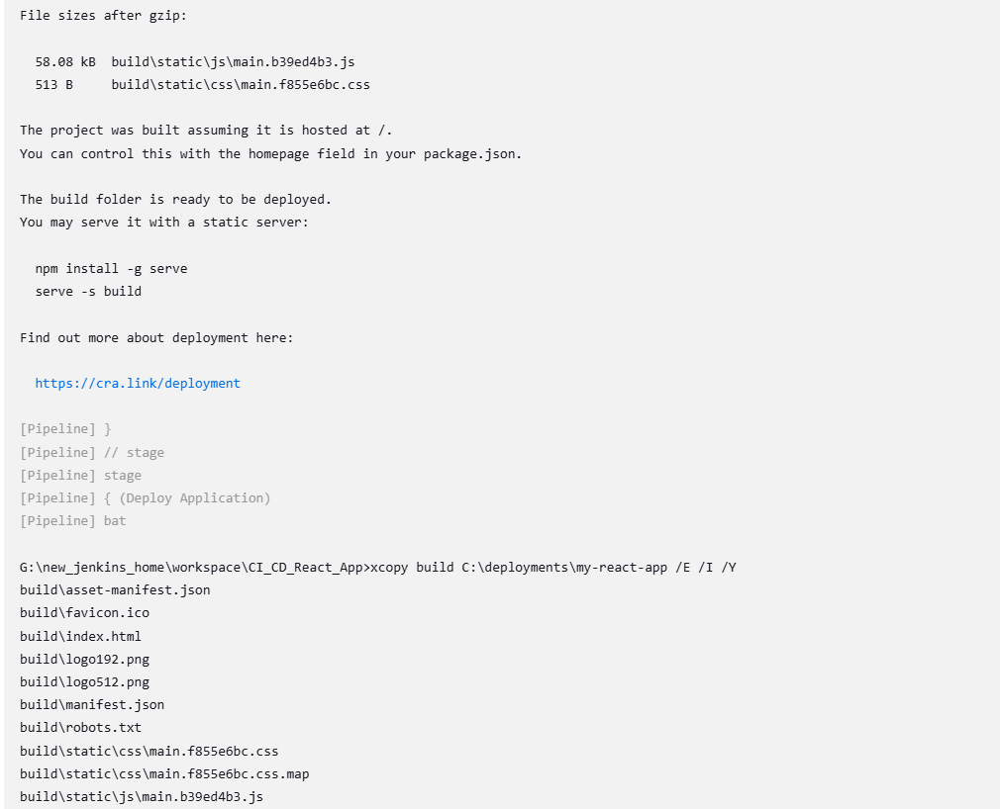 File sizes after gzip:
58.08 kB  build\static\js\main.b39ed4b3.js
513 B     build\static\css\main.f855e6bc.css
The project was built assuming it is hosted at /.
You can control this with the homepage field in your package.json.
The build folder is ready to be deployed.
You may serve it with a static server:
npm install -g serve
serve -s build
Find out more about deployment here:
https://cra.link/deployment
[Pipeline] }
[Pipeline] // stage
[Pipeline] stage
[Pipeline] { (Deploy Application)
[Pipeline] bat
G:\new_jenkins_home\workspace\CI_CD_React_App>xcopy build C:\deployments\my-react-app /E /I /Y
build\asset-manifest.json
build\favicon.ico
build\index.html
build\logo192.png
build\logo512.png
build\manifest.json
build\robots.txt
build\static\css\main.f855e6bc.css
build\static\css\main.f855e6bc.css.map
build\static\js\main.b39ed4b3.js